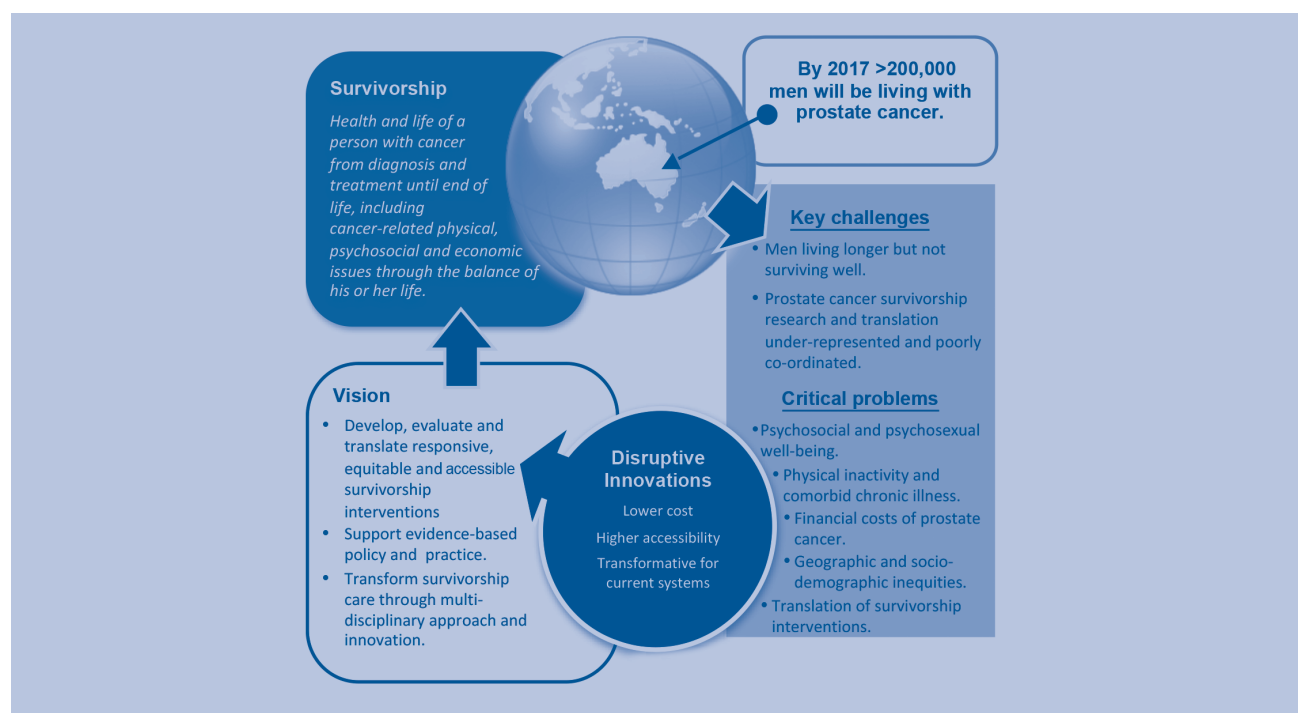 Survivorship
Health and life of a
person with cancer
from diagnosis and
treatment until end of
life, including
cancer-related physical,
psychosocial and economic
issues through the balance of
his or her life.
By 2017 >200,000
men will be living with
prostate cancer.
Key challenges
• Men living longer but not
surviving well.
• Prostate cancer survivorship
research and translation
under-represented and poorly
co-ordinated.
Critical problems
• Psychosocial and psychosexual
well-being.
• Physical inactivity and
comorbid chronic illness.
• Financial costs of prostate
cancer.
• Geographic and socio-
demographic inequities.
• Translation of survivorship
interventions.
Disruptive
Innovations
Lower cost
Higher accessibility
Transformative for
current systems
Vision
• Develop, evaluate and
translate responsive,
equitable and accessible
survivorship
interventions
• Support evidence-based
policy and practice.
• Transform survivorship
care through multi-
disciplinary approach and
innovation.